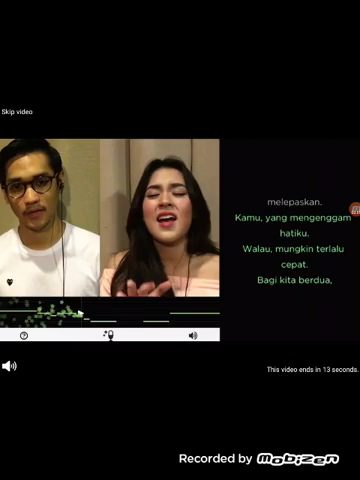 Skip video
melepaskan.
Kamu, yang mengenggam
hatiku.
Walau, mungkin terlalu
cepat.
Bagi kita berdua,
This video ends in 13 seconds.
Recorded by Mobizen